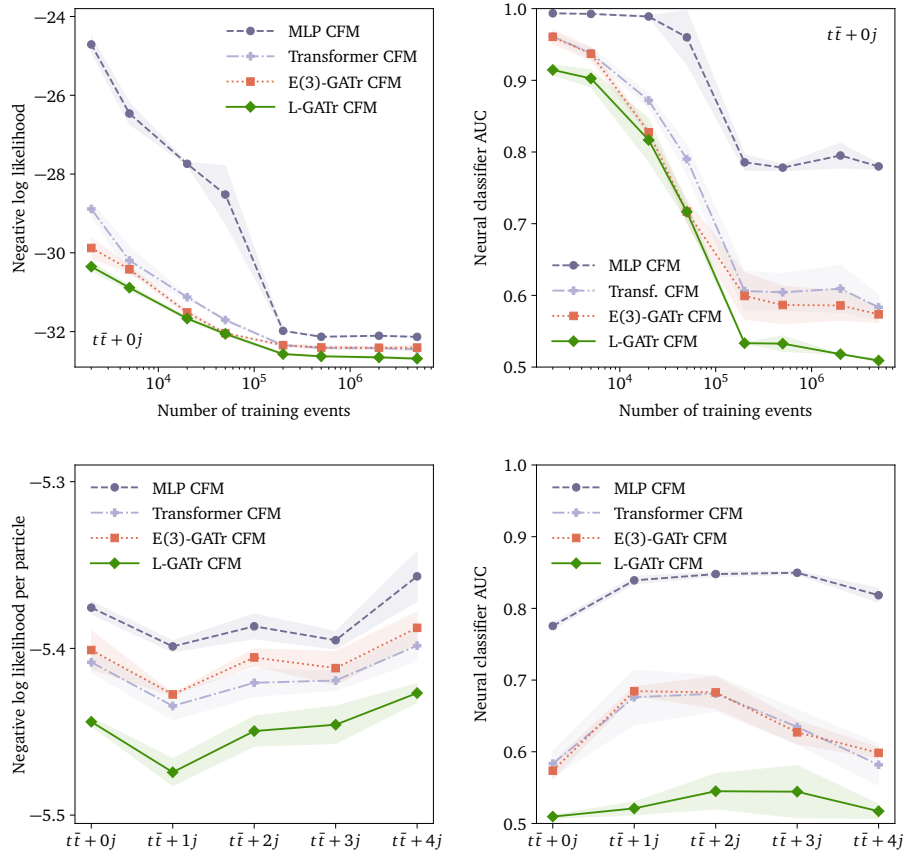 Negative log likelihood
−24
−26
−28
−30
−32
MLP CFM
Transformer CFM
E(3)-GATr CFM
L-GATr CFM
tt̄ + 0j
10⁴
10⁵
10⁶
Number of training events
Neural classifier AUC
1.0
0.9
0.8
0.7
0.6
0.5
tt̄ + 0j
MLP CFM
Transf. CFM
E(3)-GATr CFM
L-GATr CFM
10⁴
10⁵
10⁶
Number of training events
Negative log likelihood per particle
−5.3
−5.4
−5.5
MLP CFM
Transformer CFM
E(3)-GATr CFM
L-GATr CFM
tt̄ + 0j
tt̄ + 1j
tt̄ + 2j
tt̄ + 3j
tt̄ + 4j
Neural classifier AUC
1.0
0.9
0.8
0.7
0.6
0.5
MLP CFM
Transformer CFM
E(3)-GATr CFM
L-GATr CFM
tt̄ + 0j
tt̄ + 1j
tt̄ + 2j
tt̄ + 3j
tt̄ + 4j